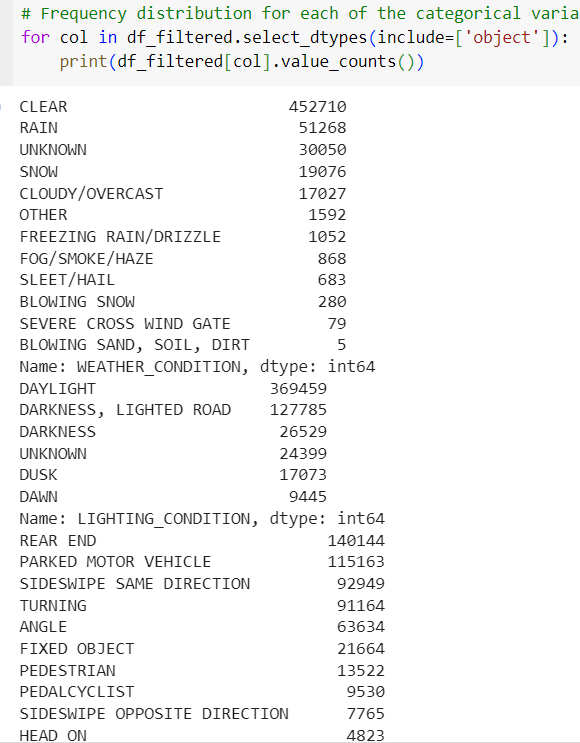 # Frequency distribution for each of the categorical varia
for col in df_filtered.select_dtypes(include=['object']):
    print(df_filtered[col].value_counts())
CLEAR 452710
RAIN 51268
UNKNOWN 30050
SNOW 19076
CLOUDY/OVERCAST 17027
OTHER 1592
FREEZING RAIN/DRIZZLE 1052
FOG/SMOKE/HAZE 868
SLEET/HAIL 683
BLOWING SNOW 280
SEVERE CROSS WIND GATE 79
BLOWING SAND, SOIL, DIRT 5
Name: WEATHER_CONDITION, dtype: int64
DAYLIGHT 369459
DARKNESS, LIGHTED ROAD 127785
DARKNESS 26529
UNKNOWN 24399
DUSK 17073
DAWN 9445
Name: LIGHTING_CONDITION, dtype: int64
REAR END 140144
PARKED MOTOR VEHICLE 115163
SIDESWIPE SAME DIRECTION 92949
TURNING 91164
ANGLE 63634
FIXED OBJECT 21664
PEDESTRIAN 13522
PEDALCYCLIST 9530
SIDESWIPE OPPOSITE DIRECTION 7765
HEAD ON 4823